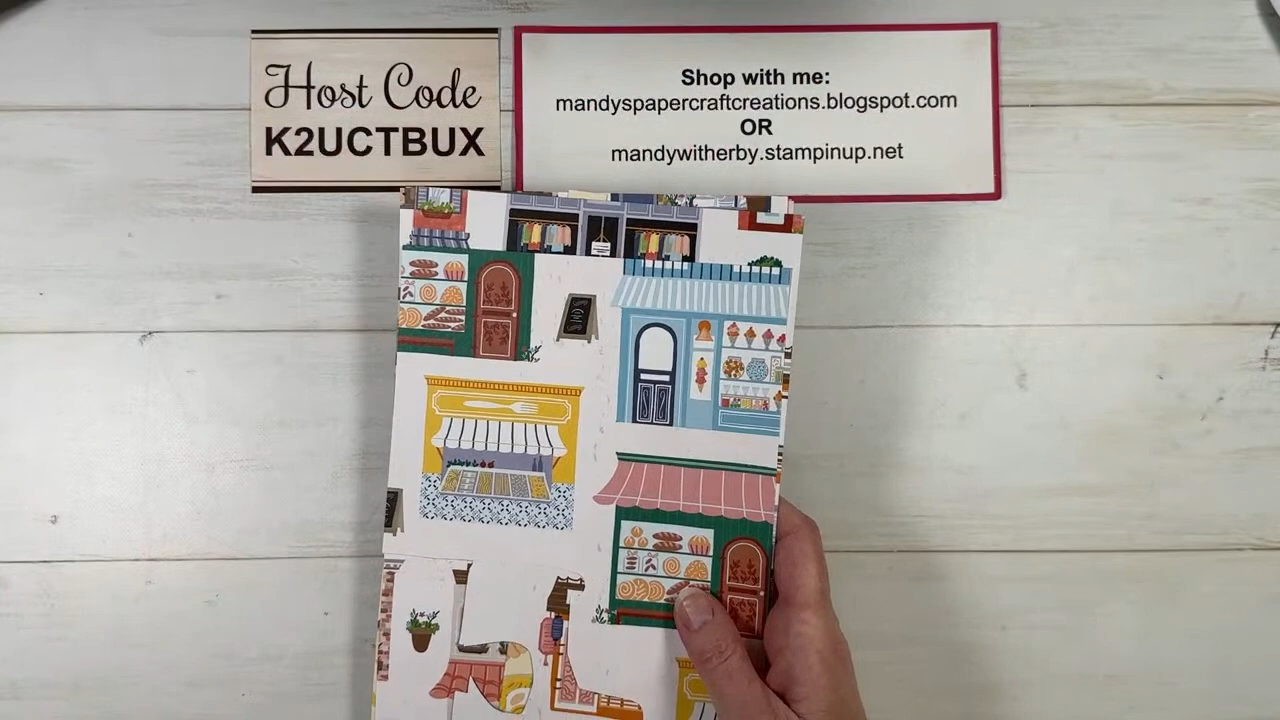 Host Code
K2UCTBUX
Shop with me:
mandyspapercraftcreations.blogspot.com
OR
mandywitherby.stampinup.net